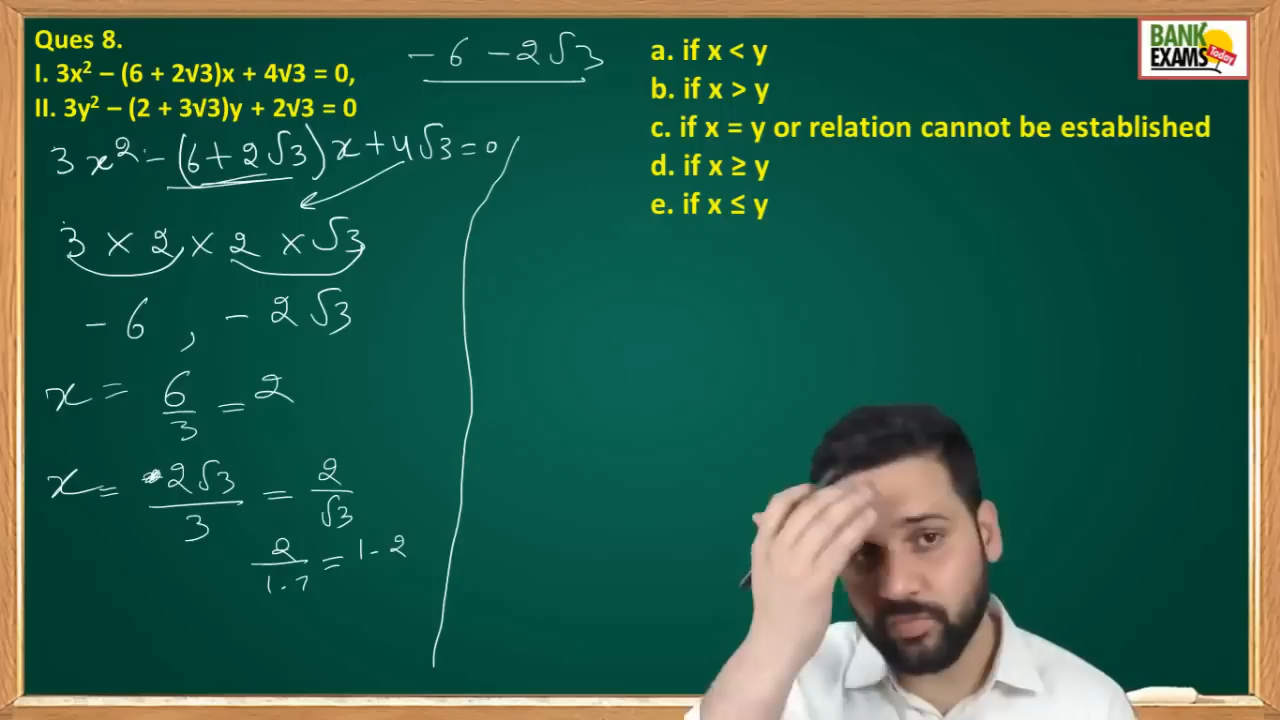 Ques 8.
I. 3x² – (6 + 2√3)x + 4√3 = 0,
II. 3y² – (2 + 3√3)y + 2√3 = 0
- 6 - 2√3
a. if x < y
b. if x > y
c. if x = y or relation cannot be established
d. if x ≥ y
e. if x ≤ y
BANK
EXAMS Today
3x² - (6 + 2√3)x + 4√3 = 0
3 × 2 × 2 × √3
- 6 , - 2√3
x = 6/3 = 2
x = 2√3/3 = 2/√3
2/1.7 = 1.2